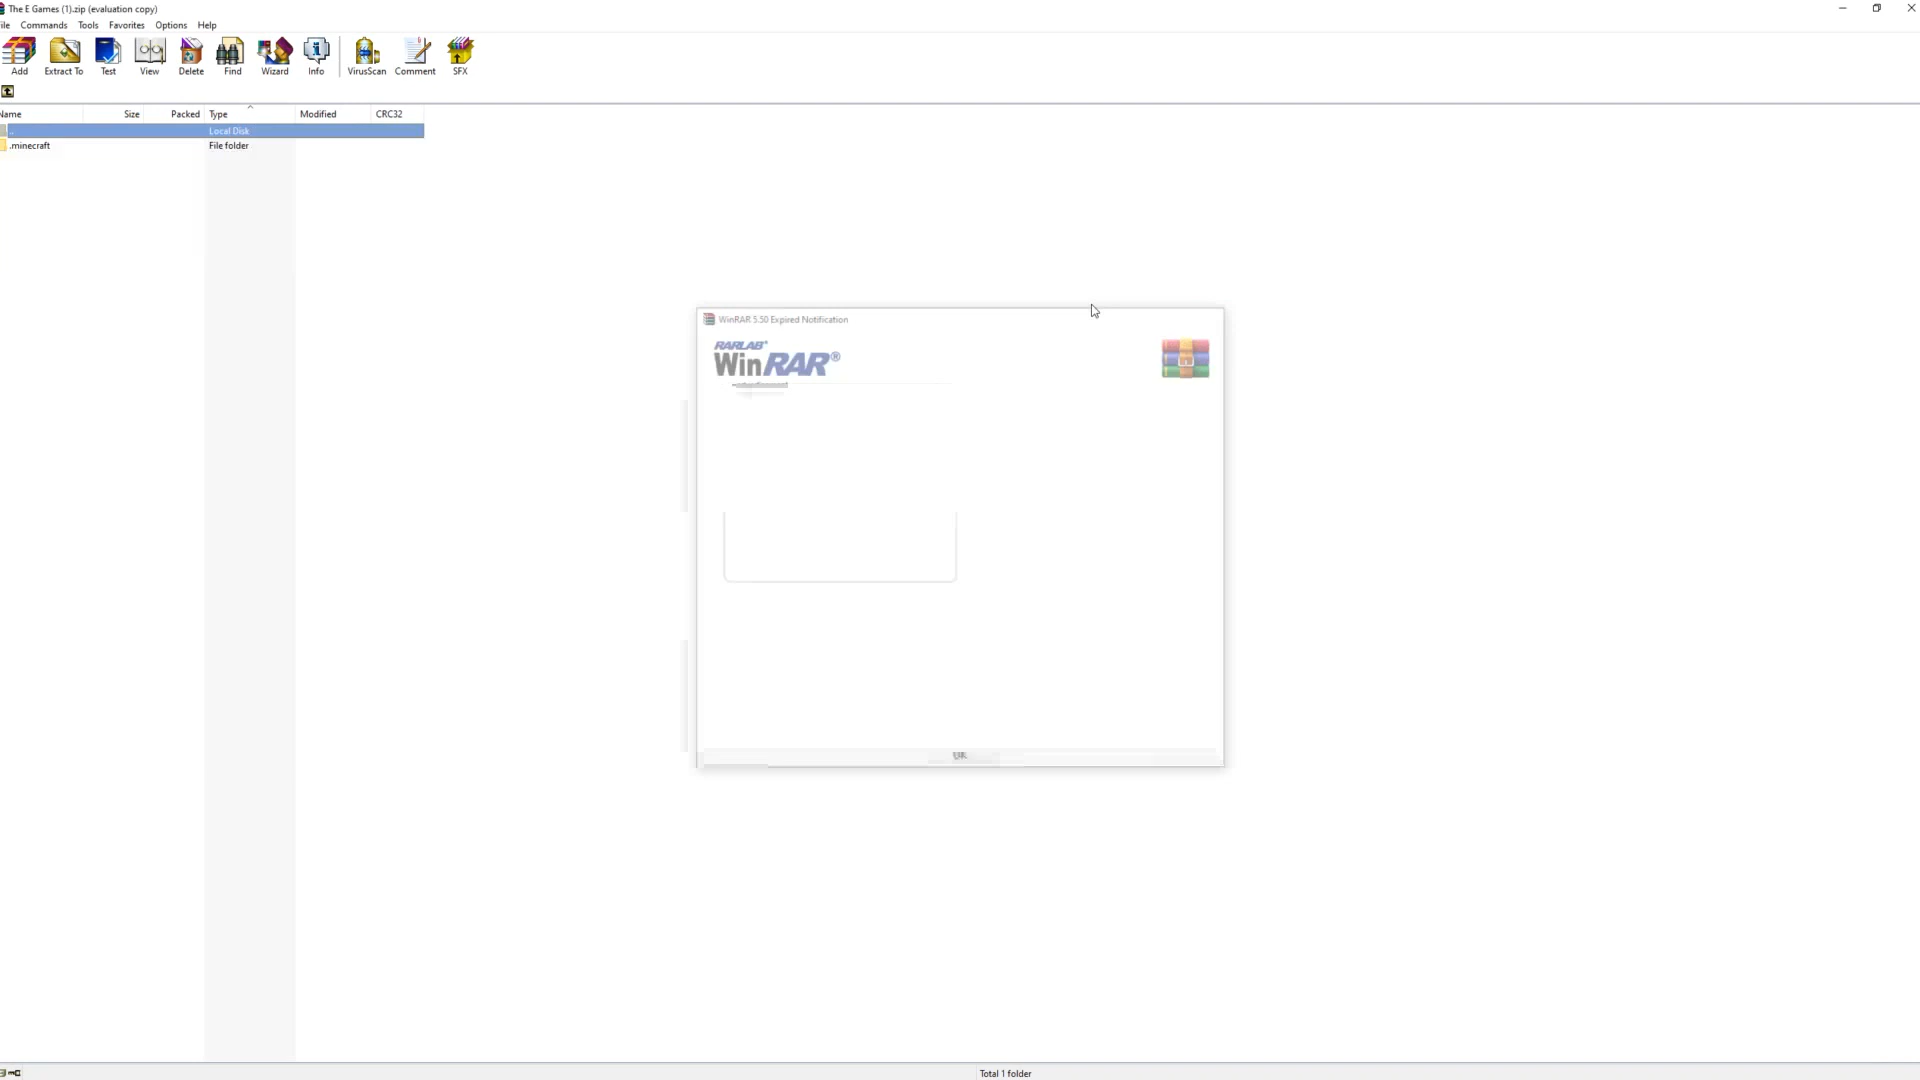 The E Games (1).zip (evaluation copy)
Commands Tools Favorites Options Help
Add Extract To Test View Delete Find Wizard Info VirusScan Comment SFX
Name Size Packed Type Modified CRC32
.. Local Disk
.minecraft File folder
WinRAR 5.50 Expired Notification
RARLAB®
WinRAR®
Total 1 folder